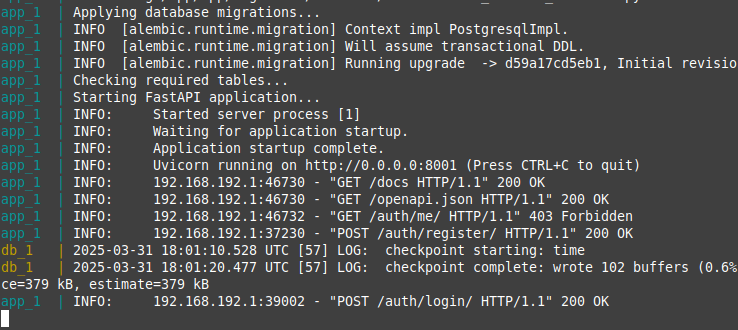 app_1  | Applying database migrations...
app_1  | INFO  [alembic.runtime.migration] Context impl PostgresqlImpl.
app_1  | INFO  [alembic.runtime.migration] Will assume transactional DDL.
app_1  | INFO  [alembic.runtime.migration] Running upgrade  -> d59a17cd5eb1, Initial revisio
app_1  | Checking required tables...
app_1  | Starting FastAPI application...
app_1  | INFO:     Started server process [1]
app_1  | INFO:     Waiting for application startup.
app_1  | INFO:     Application startup complete.
app_1  | INFO:     Uvicorn running on http://0.0.0.0:8001 (Press CTRL+C to quit)
app_1  | INFO:     192.168.192.1:46730 - "GET /docs HTTP/1.1" 200 OK
app_1  | INFO:     192.168.192.1:46730 - "GET /openapi.json HTTP/1.1" 200 OK
app_1  | INFO:     192.168.192.1:46732 - "GET /auth/me/ HTTP/1.1" 403 Forbidden
app_1  | INFO:     192.168.192.1:37230 - "POST /auth/register/ HTTP/1.1" 200 OK
db_1   | 2025-03-31 18:01:10.528 UTC [57] LOG:  checkpoint starting: time
db_1   | 2025-03-31 18:01:20.477 UTC [57] LOG:  checkpoint complete: wrote 102 buffers (0.6%
ce=379 kB, estimate=379 kB
app_1  | INFO:     192.168.192.1:39002 - "POST /auth/login/ HTTP/1.1" 200 OK